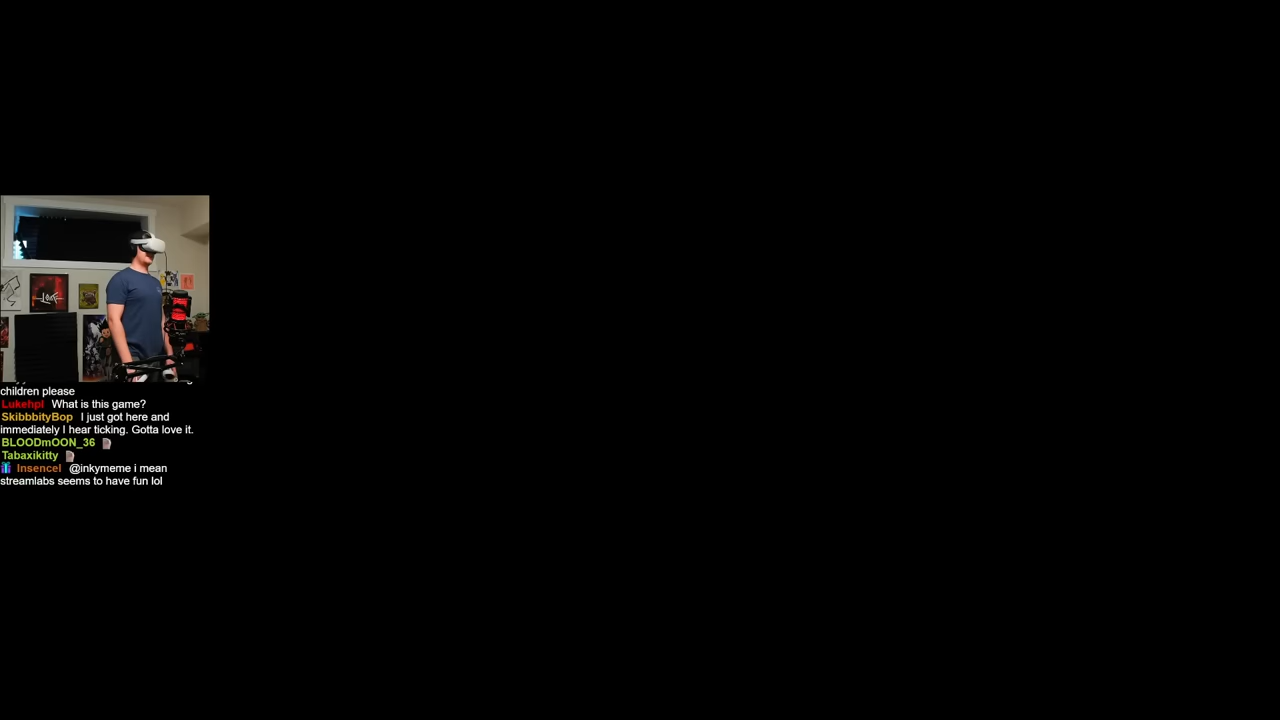 children please
Lukehpl What is this game?
SkibbbityBop I just got here and
immediately I hear ticking. Gotta love it.
BLOODmOON_36
Tabaxikitty
Insencel @inkymeme i mean
streamlabs seems to have fun lol